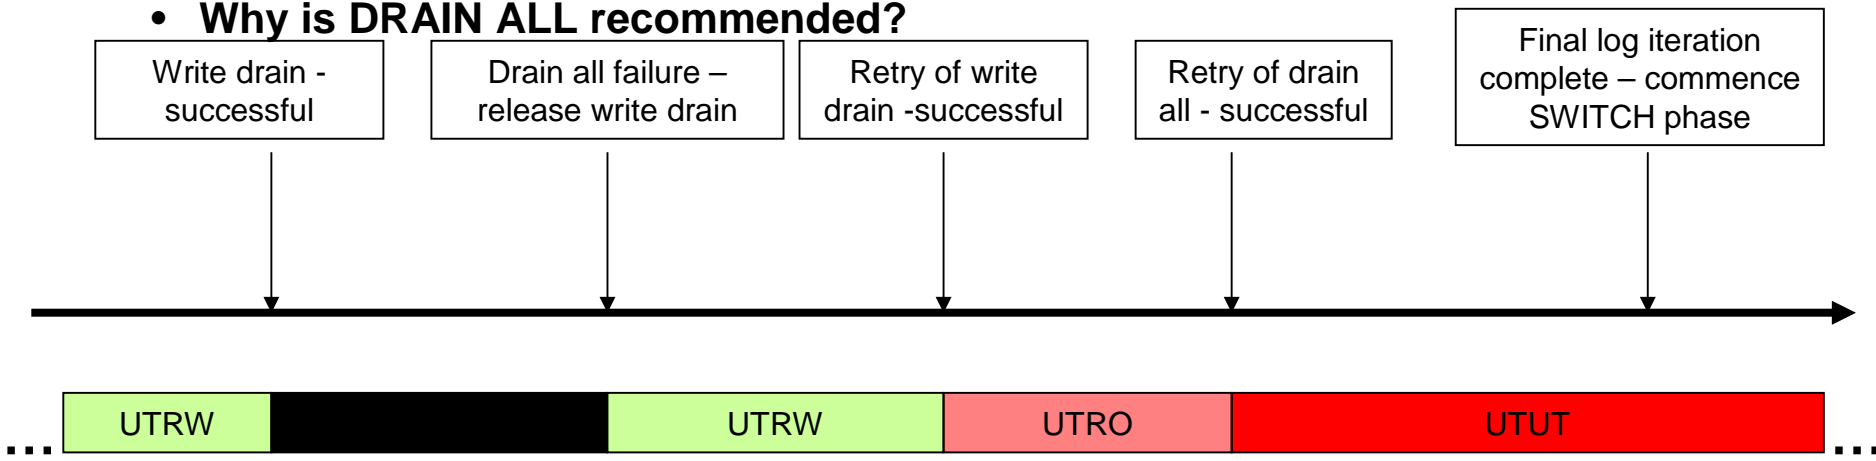 • Why is DRAIN ALL recommended?
Write drain -
successful
Drain all failure –
release write drain
Retry of write
drain -successful
Retry of drain
all - successful
Final log iteration
complete – commence
SWITCH phase
UTRW
UTRW
UTRO
UTUT
...
...